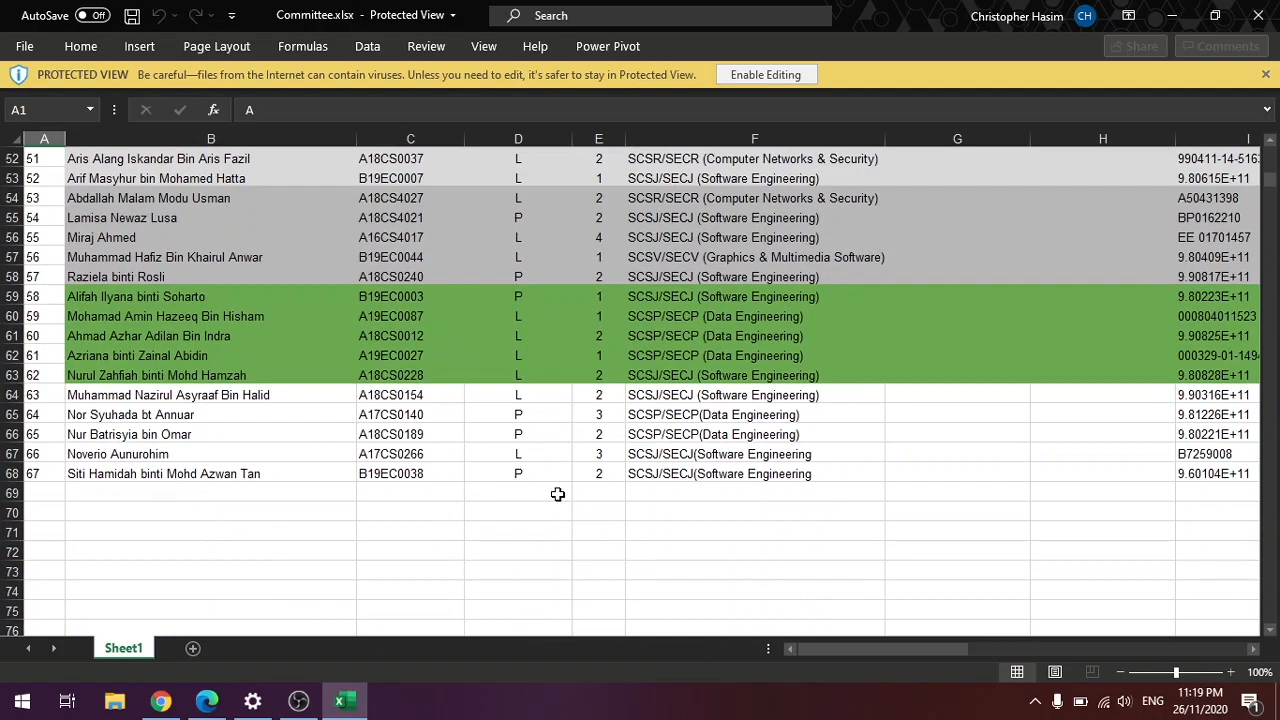 AutoSave Off Committee.xlsx - Protected View Search Christopher Hasim CH
File Home Insert Page Layout Formulas Data Review View Help Power Pivot Share Comments
PROTECTED VIEW Be careful—files from the Internet can contain viruses. Unless you need to edit, it's safer to stay in Protected View. Enable Editing
A1 fx A
A B C D E F G H I
52 51 Aris Alang Iskandar Bin Aris Fazil A18CS0037 L 2 SCSR/SECR (Computer Networks & Security) 990411-14-5163
53 52 Arif Masyhur bin Mohamed Hatta B19EC0007 L 1 SCSJ/SECJ (Software Engineering) 9.80615E+11
54 53 Abdallah Malam Modu Usman A18CS4027 L 2 SCSR/SECR (Computer Networks & Security) A50431398
55 54 Lamisa Newaz Lusa A18CS4021 P 2 SCSJ/SECJ (Software Engineering) BP0162210
56 55 Miraj Ahmed A16CS4017 L 4 SCSJ/SECJ (Software Engineering) EE 01701457
57 56 Muhammad Hafiz Bin Khairul Anwar B19EC0044 L 1 SCSV/SECV (Graphics & Multimedia Software) 9.80409E+11
58 57 Raziela binti Rosli A18CS0240 P 2 SCSJ/SECJ (Software Engineering) 9.90817E+11
59 58 Alifah Ilyana binti Soharto B19EC0003 P 1 SCSJ/SECJ (Software Engineering) 9.80223E+11
60 59 Mohamad Amin Hazeeq Bin Hisham A19EC0087 L 1 SCSP/SECP (Data Engineering) 000804011523
61 60 Ahmad Azhar Adilan Bin Indra A18CS0012 L 2 SCSP/SECP (Data Engineering) 9.90825E+11
62 61 Azriana binti Zainal Abidin A19EC0027 L 1 SCSP/SECP (Data Engineering) 000329-01-149
63 62 Nurul Zahfiah binti Mohd Hamzah A18CS0228 L 2 SCSJ/SECJ (Software Engineering) 9.80828E+11
64 63 Muhammad Nazirul Asyraaf Bin Halid A18CS0154 L 2 SCSJ/SECJ (Software Engineering) 9.90316E+11
65 64 Nor Syuhada bt Annuar A17CS0140 P 3 SCSP/SECP(Data Engineering) 9.81226E+11
66 65 Nur Batrisyia bin Omar A18CS0189 P 2 SCSP/SECP(Data Engineering) 9.80221E+11
67 66 Noverio Aunurohim A17CS0266 L 3 SCSJ/SECJ(Software Engineering B7259008
68 67 Siti Hamidah binti Mohd Azwan Tan B19EC0038 P 2 SCSJ/SECJ(Software Engineering 9.60104E+11
69
70
71
72
73
74
75
76
Sheet1
100%
ENG 11:19 PM
26/11/2020 1